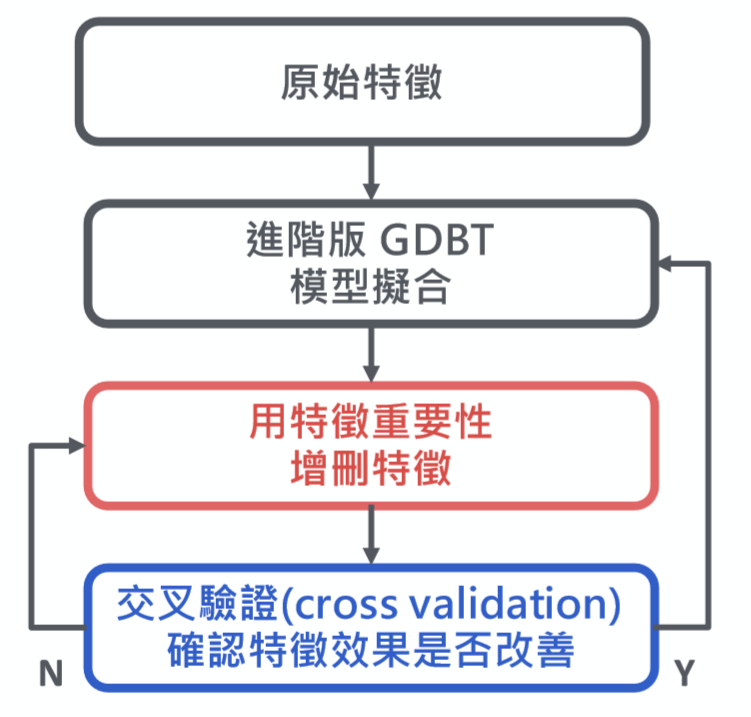 原始特徵
進階版 GDBT
模型擬合
用特徵重要性
增刪特徵
交叉驗證(cross validation)
確認特徵效果是否改善
N
Y